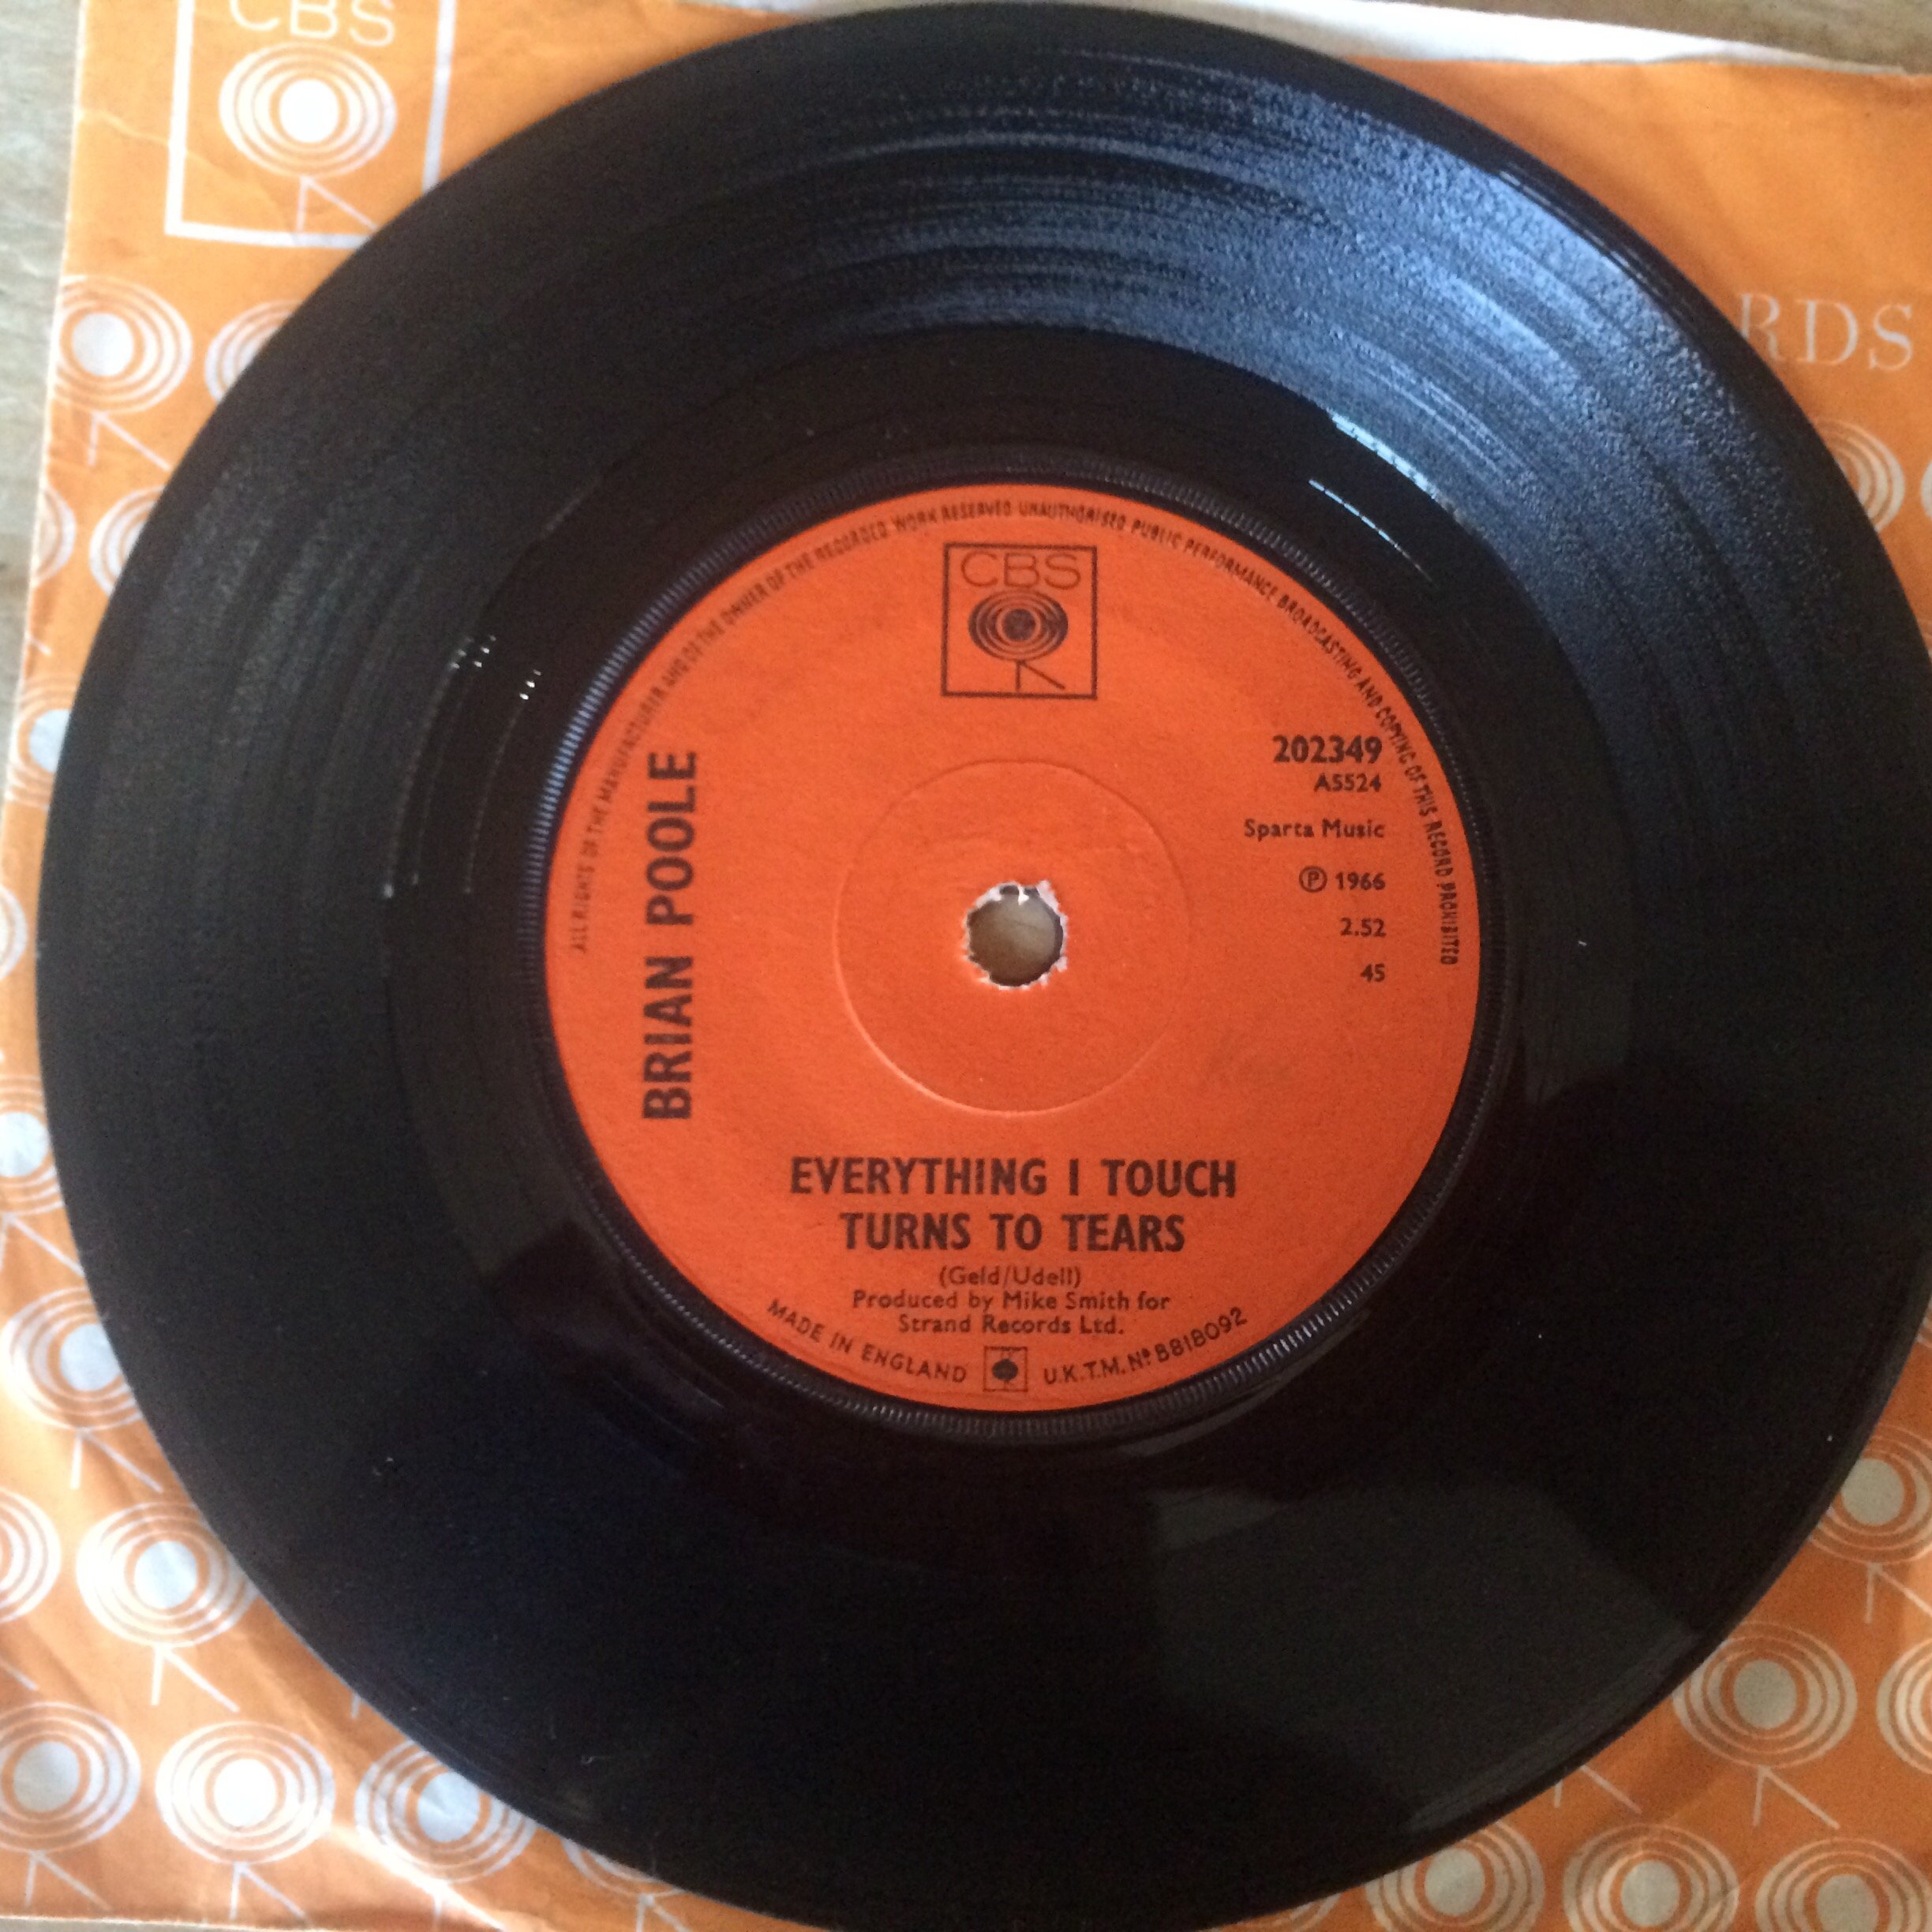 CBS
RDS
ALL RIGHTS OF THE MANUFACTURER AND OF THE OWNER OF THE RECORDED WORK RESERVED UNAUTHORISED PUBLIC PERFORMANCE BROADCASTING AND COPYING OF THIS RECORD PROHIBITED
CBS
202349
AS524
Sparta Music
℗ 1966
2.52
45
BRIAN POOLE
EVERYTHING I TOUCH
TURNS TO TEARS
(Geld/Udell)
Produced by Mike Smith for
Strand Records Ltd.
MADE IN ENGLAND U.K.T.M. Nº B818092